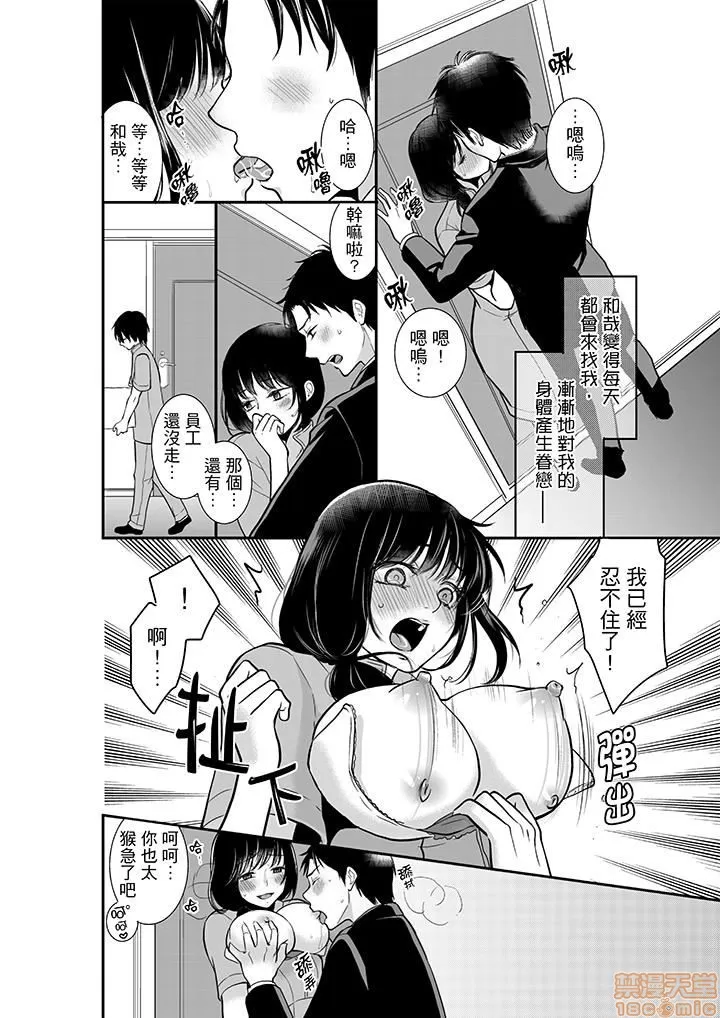 啾
…嗯嗚…
啾
嚕
啾
嗯！
嗯嗚…
和哉變得每天
都會來找我，
漸漸地對我的
身體產生眷戀——
哈…嗯
啾
嚕
哈
等…等等
和哉…
啾
嚕
幹嘛啦？
那個…
還有…
員工
還沒走…
我已經
忍不住了！
彈出
！
啊！…
扯下
舔拭
舔弄
哈
呵呵…
你也太
猴急了吧。
呵呵♡
禁漫天堂
18comic